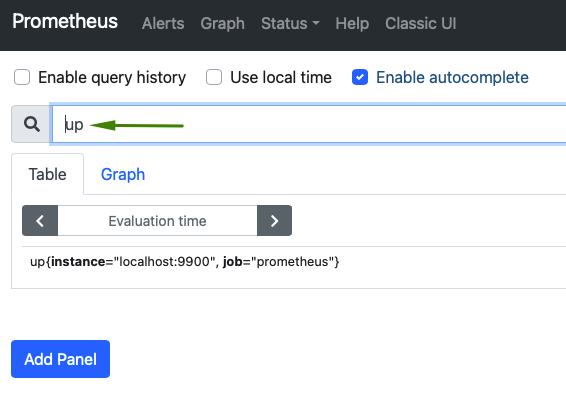 Prometheus Alerts Graph Status Help Classic UI
Enable query history Use local time Enable autocomplete
up
Table Graph
Evaluation time
up{instance="localhost:9900", job="prometheus"}
Add Panel